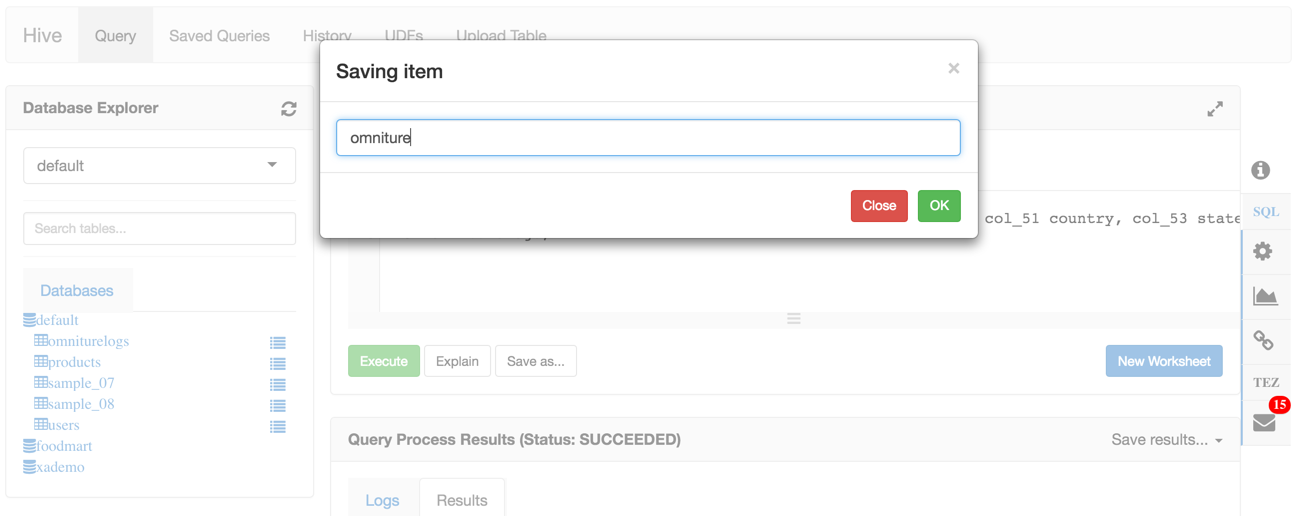 Hive Query Saved Queries History UDFs Upload Table
Saving item ×
omniture
Close OK
Database Explorer
default
Search tables...
Databases
default
omniturelogs
products
sample_07
sample_08
users
foodmart
xademo
col_51 country, col_53 state
Execute Explain Save as... New Worksheet
Query Process Results (Status: SUCCEEDED) Save results...
Logs Results
SQL
TEZ
15